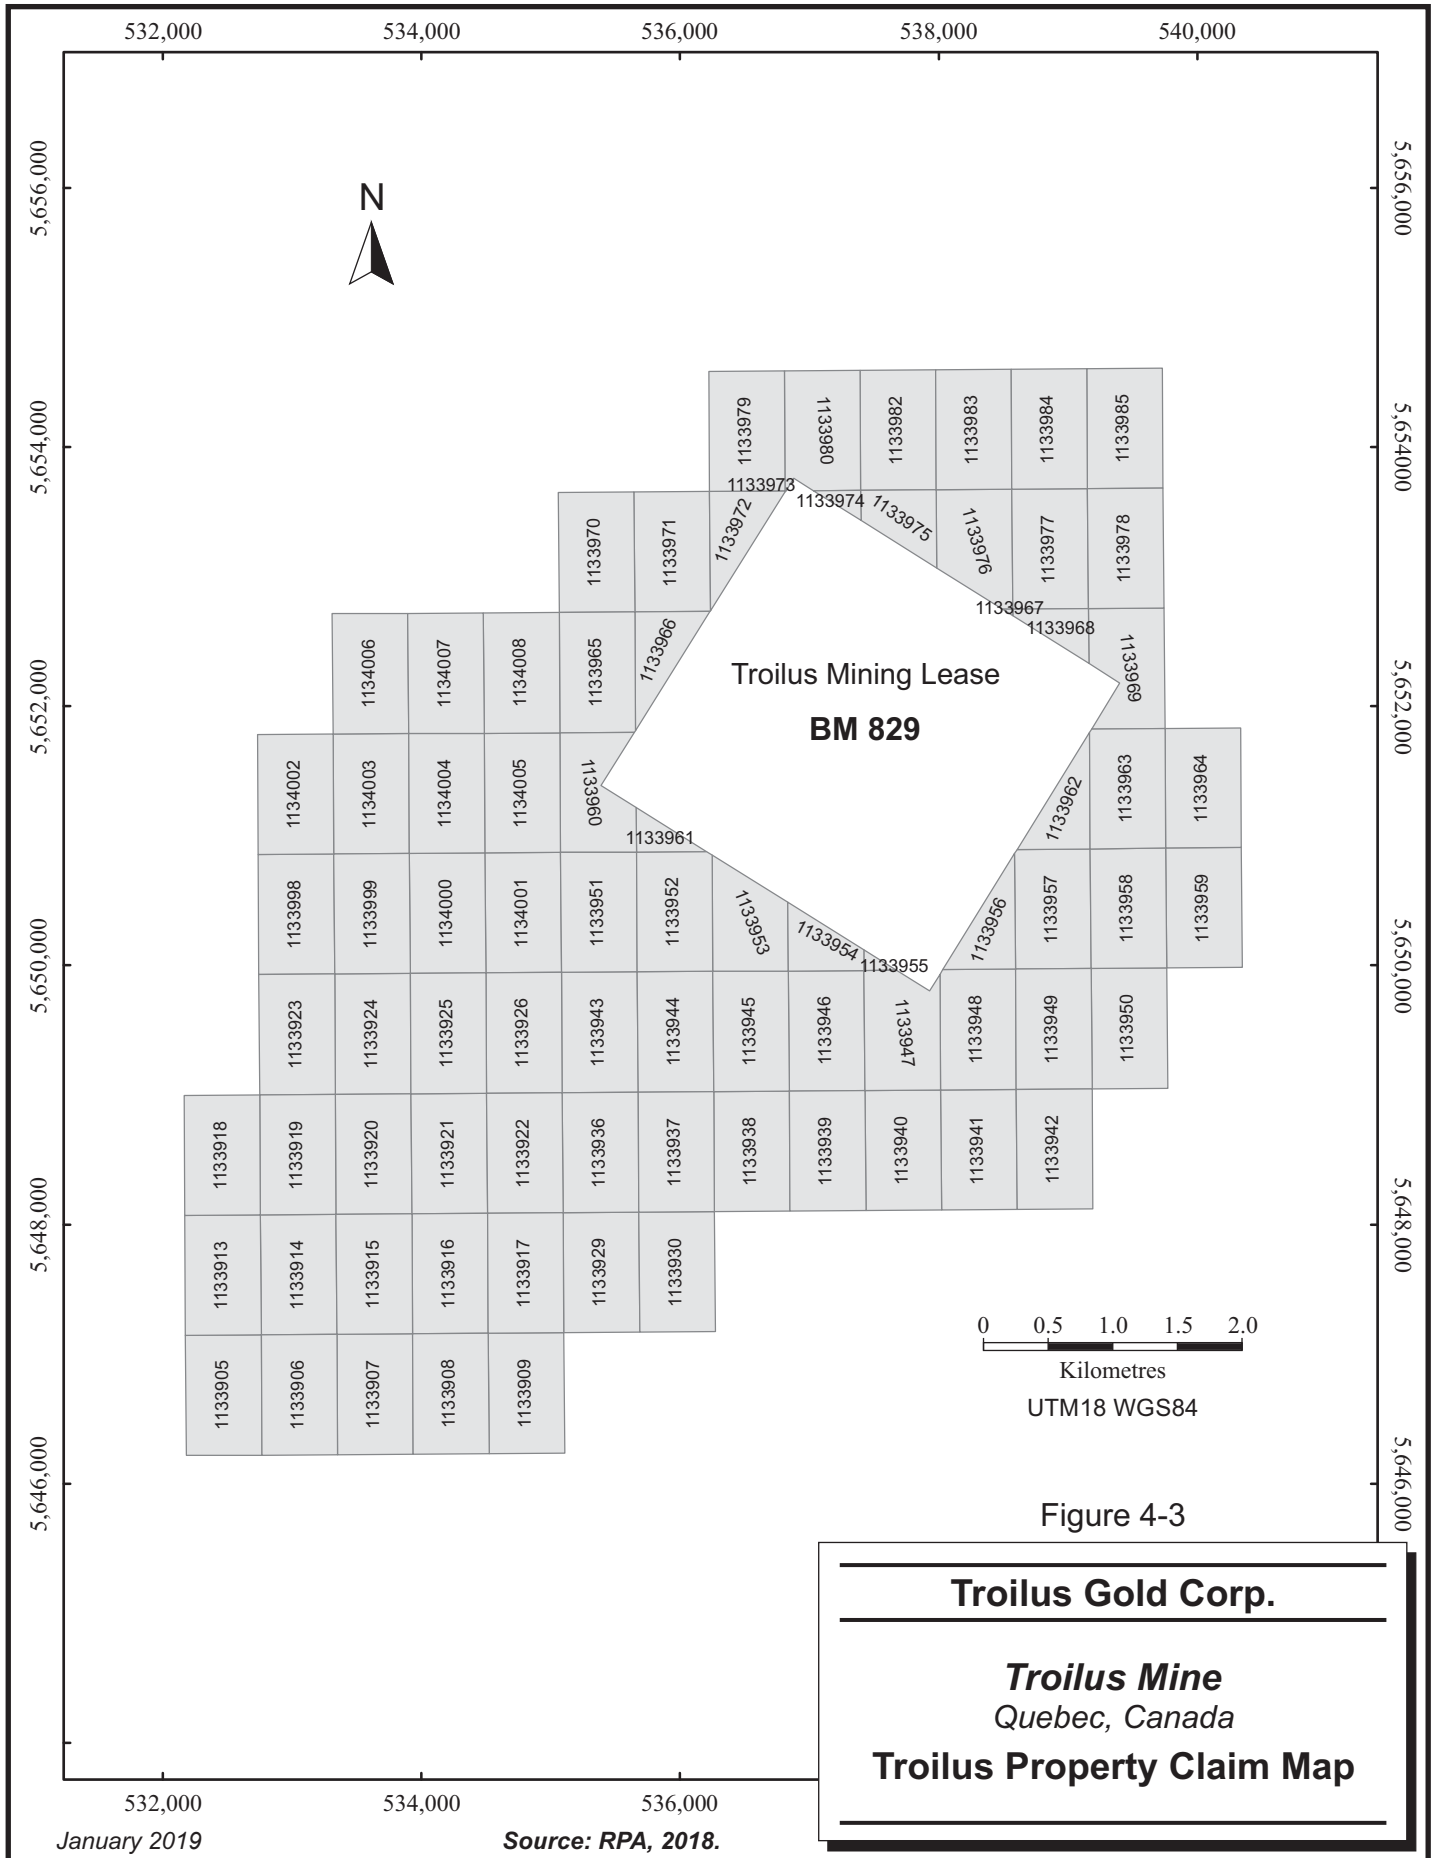 532,000 534,000 536,000 538,000 540,000
5,656,000
5,656,000
N
5,654,000
5,654000
1133979 1133980 1133982 1133983 1133984 1133985
1133973
1133974
1133970 1133971 1133972 1133975 1133976 1133977 1133978
1133967
1133968
1134006 1134007 1134008 1133965 1133966 1133969
Troilus Mining Lease
BM 829
5,652,000
5,652,000
1134002 1134003 1134004 1134005 1133960 1133962 1133963 1133964
1133961
1133998 1133999 1134000 1134001 1133951 1133952 1133953 1133954 1133956 1133957 1133958 1133959
1133955
5,650,000
5,650,000
1133923 1133924 1133925 1133926 1133943 1133944 1133945 1133946 1133947 1133948 1133949 1133950
1133918 1133919 1133920 1133921 1133922 1133936 1133937 1133938 1133939 1133940 1133941 1133942
5,648,000
5,648,000
1133913 1133914 1133915 1133916 1133917 1133929 1133930
0 0.5 1.0 1.5 2.0
Kilometres
UTM18 WGS84
1133905 1133906 1133907 1133908 1133909
5,646,000
5,646,000
Figure 4-3
Troilus Gold Corp.
Troilus Mine
Quebec, Canada
Troilus Property Claim Map
532,000 534,000 536,000
January 2019
Source: RPA, 2018.